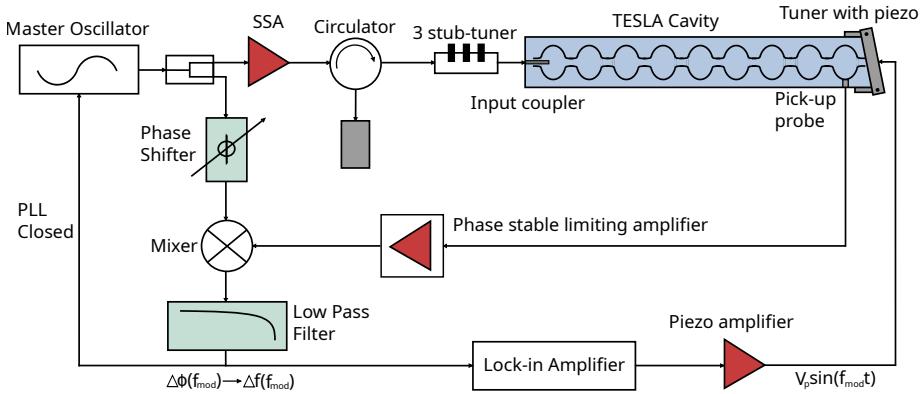 Master Oscillator
SSA
Circulator
3 stub-tuner
TESLA Cavity
Tuner with piezo
Input coupler
Pick-up
probe
Phase
Shifter
ϕ
PLL
Closed
Mixer
Phase stable limiting amplifier
Low Pass
Filter
Piezo amplifier
Lock-in Amplifier
Δϕ(fmod)→Δf(fmod)
Vpsin(fmodt)